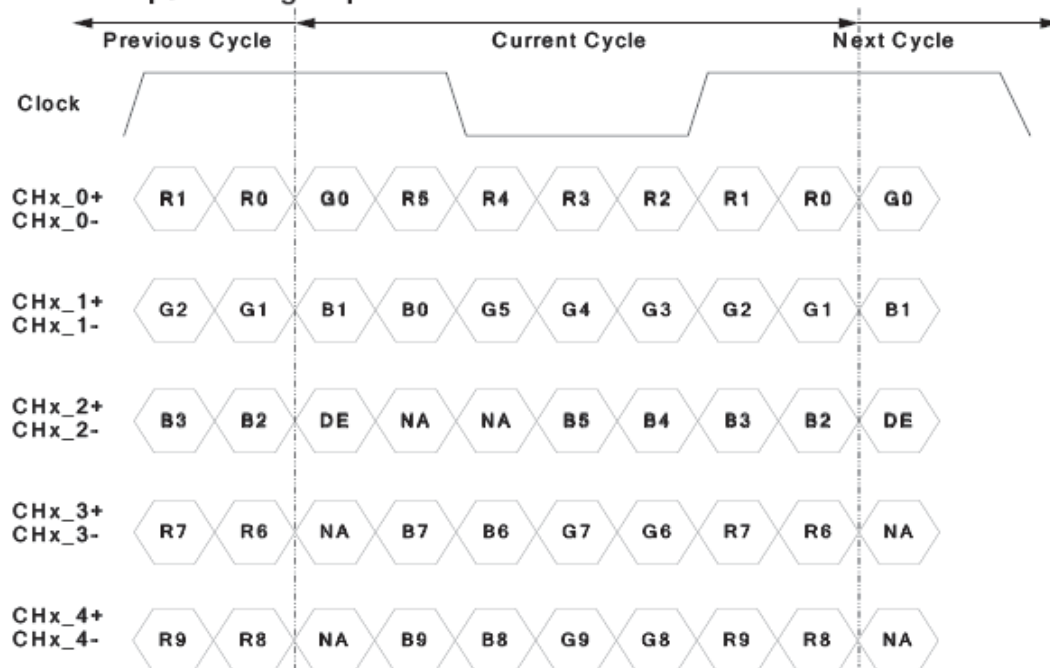 Previous Cycle Current Cycle Next Cycle
Clock
CHx_0+ R1 R0 G0 R5 R4 R3 R2 R1 R0 G0
CHx_0-
CHx_1+ G2 G1 B1 B0 G5 G4 G3 G2 G1 B1
CHx_1-
CHx_2+ B3 B2 DE NA NA B5 B4 B3 B2 DE
CHx_2-
CHx_3+ R7 R6 NA B7 B6 G7 G6 R7 R6 NA
CHx_3-
CHx_4+ R9 R8 NA B9 B8 G9 G8 R9 R8 NA
CHx_4-